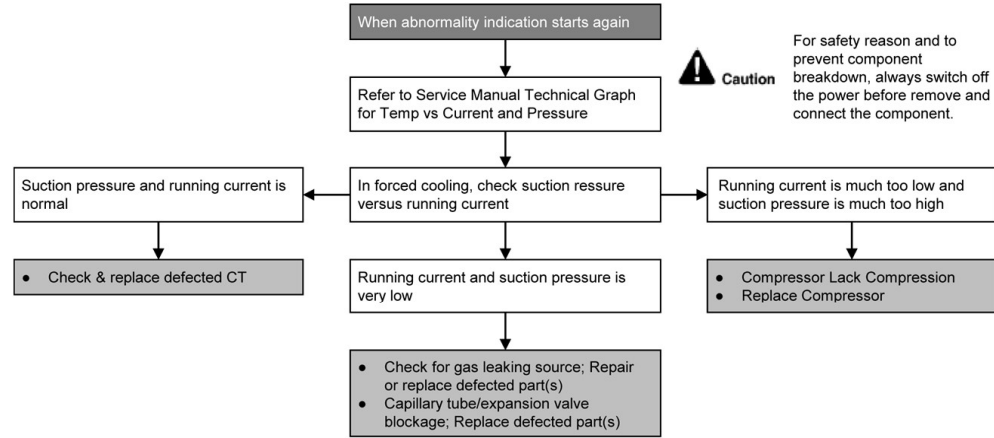 When abnormality indication starts again
Caution
For safety reason and to
prevent component
breakdown, always switch off
the power before remove and
connect the component.
Refer to Service Manual Technical Graph
for Temp vs Current and Pressure
Suction pressure and running current is
normal
In forced cooling, check suction ressure
versus running current
Running current is much too low and
suction pressure is much too high
● Check & replace defected CT
Running current and suction pressure is
very low
● Compressor Lack Compression
● Replace Compressor
● Check for gas leaking source; Repair
or replace defected part(s)
● Capillary tube/expansion valve
blockage; Replace defected part(s)